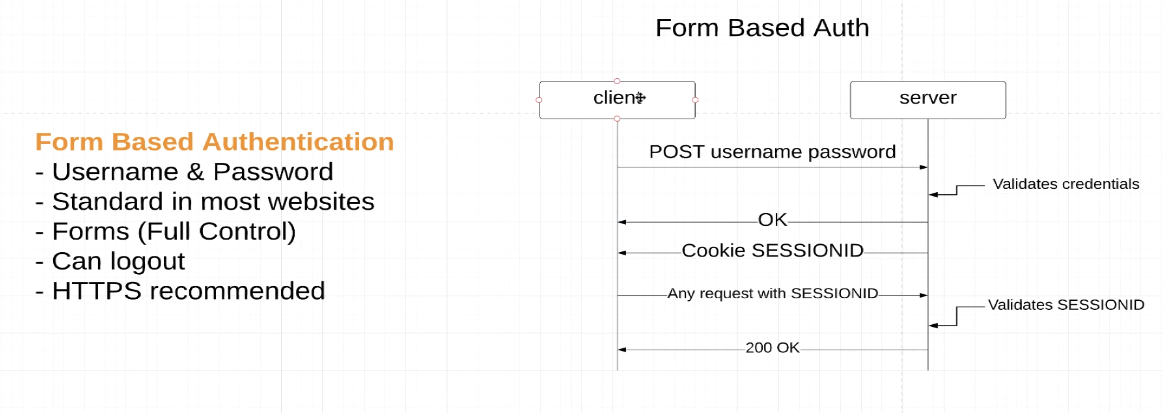 Form Based Auth
client
server
Form Based Authentication
- Username & Password
- Standard in most websites
- Forms (Full Control)
- Can logout
- HTTPS recommended
POST username password
Validates credentials
OK
Cookie SESSIONID
Any request with SESSIONID
Validates SESSIONID
200 OK